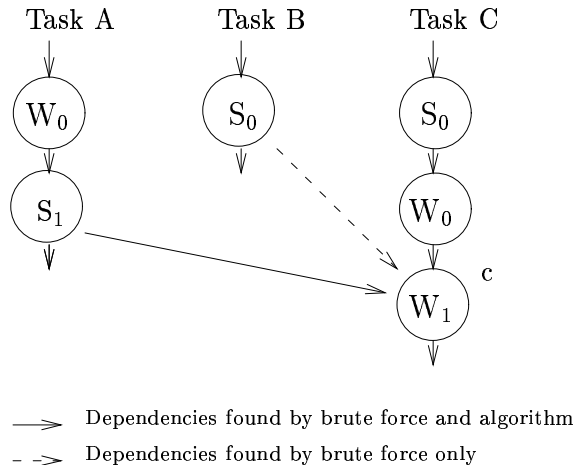 Task A Task B Task C
W0 S0 S0
S1 W0
c
W1
Dependencies found by brute force and algorithm
Dependencies found by brute force only